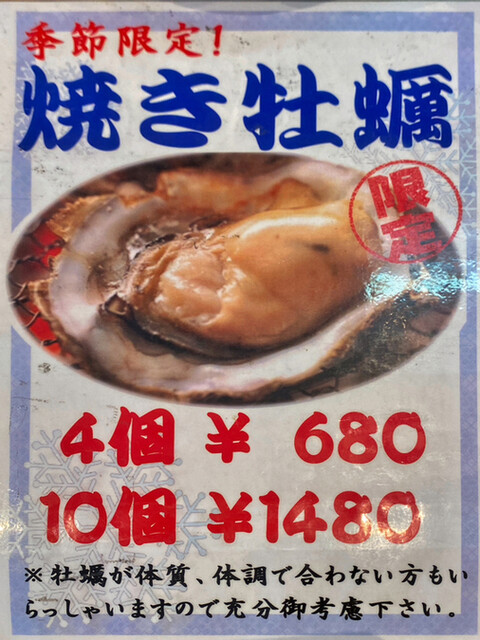 季節限定!
焼き牡蠣
限定
4個 ¥ 680
10個 ¥1480
※牡蠣が体質、体調で合わない方もい
らっしゃいますので充分御考慮下さい。